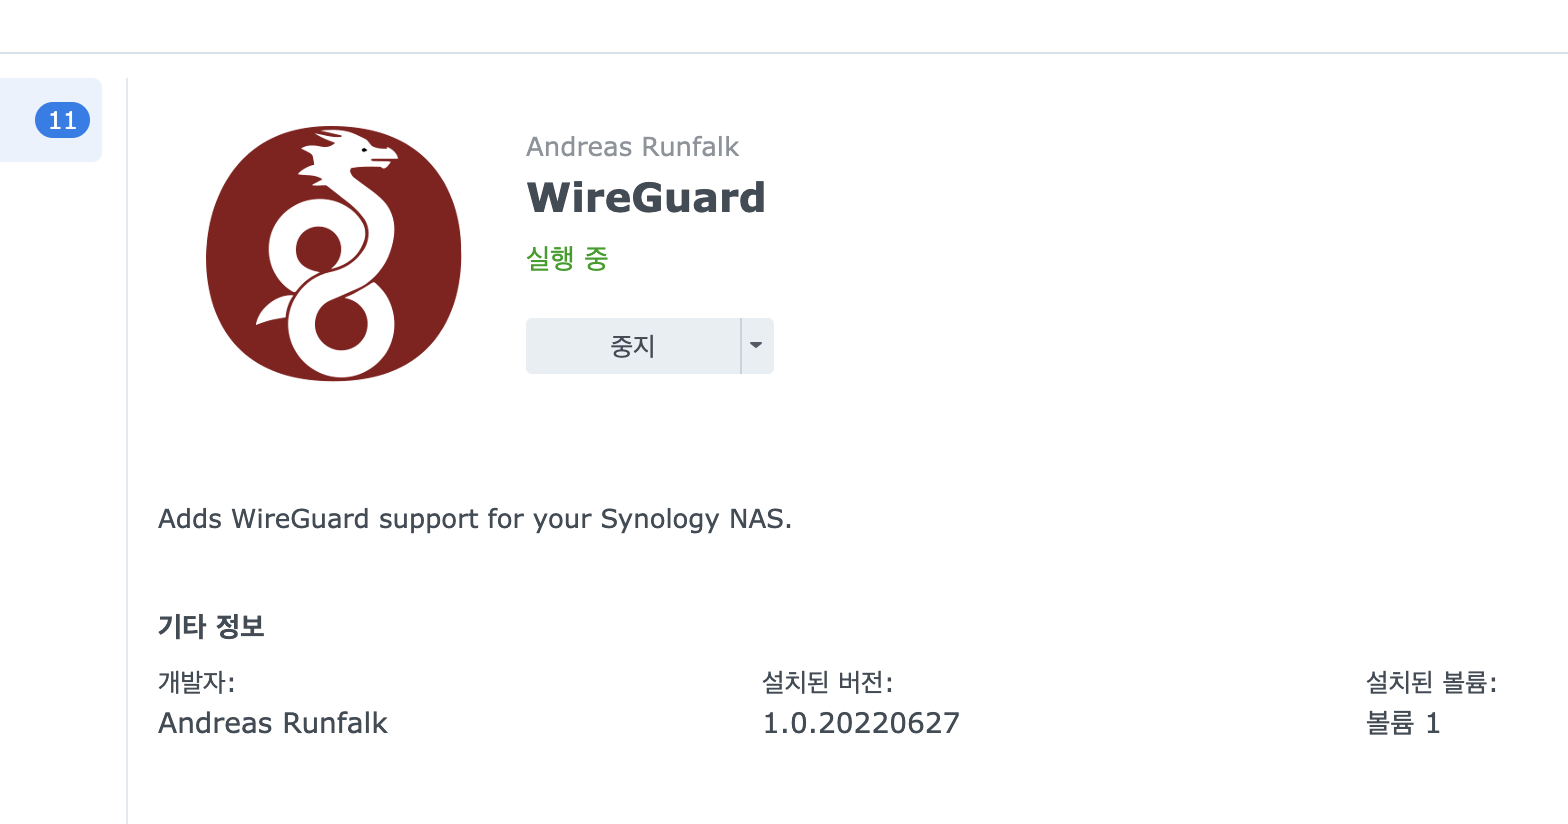 11
Andreas Runfalk
WireGuard
실행 중
중지
Adds WireGuard support for your Synology NAS.
기타 정보
개발자:
Andreas Runfalk
설치된 버전:
1.0.20220627
설치된 볼륨:
볼륨 1